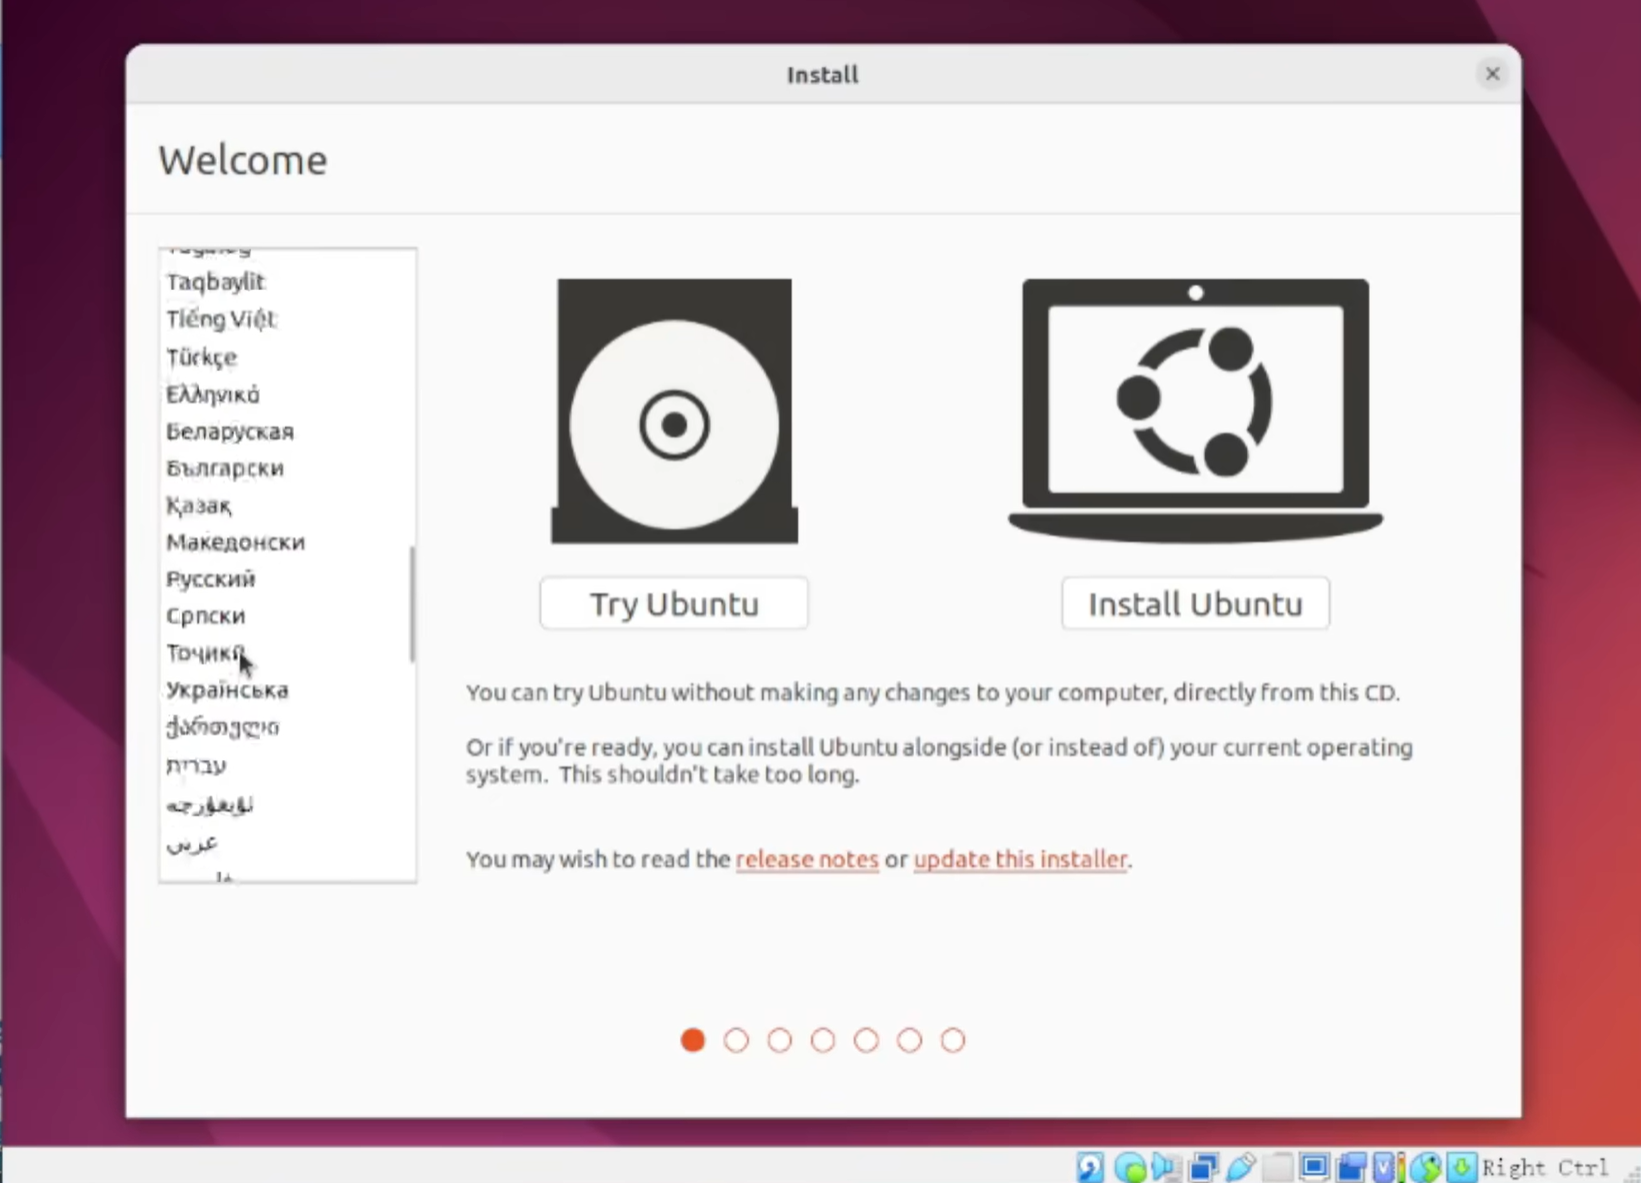 Install
Welcome
Taqbaylit
Tiếng Việt
Türkçe
Ελληνικά
Беларуская
Български
Қазақ
Македонски
Русский
Српски
Тоҷикӣ
Українська
ქართული
עברית
ئۇيغۇرچە
عربي
Try Ubuntu
Install Ubuntu
You can try Ubuntu without making any changes to your computer, directly from this CD.
Or if you're ready, you can install Ubuntu alongside (or instead of) your current operating
system. This shouldn't take too long.
You may wish to read the release notes or update this installer.
Right Ctrl